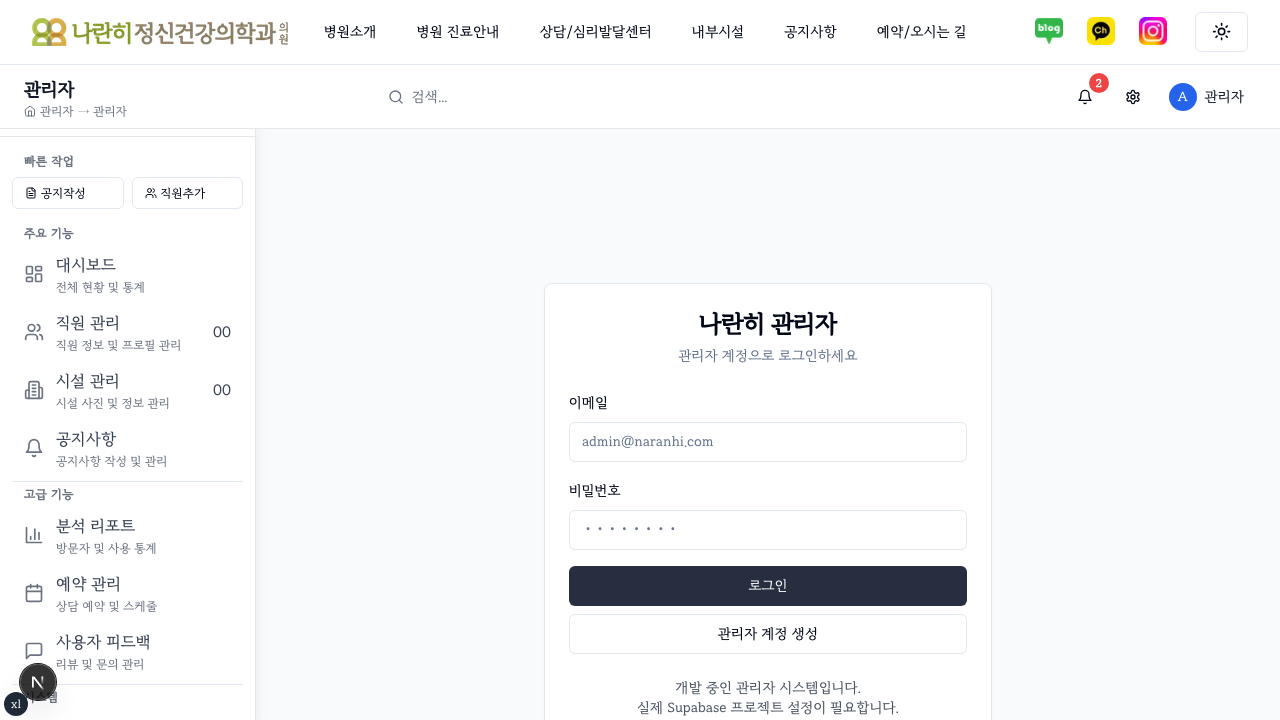 나란히정신건강의학과의원
병원소개
병원 진료안내
상담/심리발달센터
내부시설
공지사항
예약/오시는 길
blog
Ch
관리자
관리자 → 관리자
검색...
2
A
관리자
빠른 작업
공지작성
직원추가
주요 기능
대시보드
전체 현황 및 통계
직원 관리
직원 정보 및 프로필 관리
00
시설 관리
시설 사진 및 정보 관리
00
공지사항
공지사항 작성 및 관리
고급 기능
분석 리포트
방문자 및 사용 통계
예약 관리
상담 예약 및 스케줄
사용자 피드백
리뷰 및 문의 관리
N
xl
나란히 관리자
관리자 계정으로 로그인하세요
이메일
admin@naranhi.com
비밀번호
••••••••
로그인
관리자 계정 생성
개발 중인 관리자 시스템입니다.
실제 Supabase 프로젝트 설정이 필요합니다.